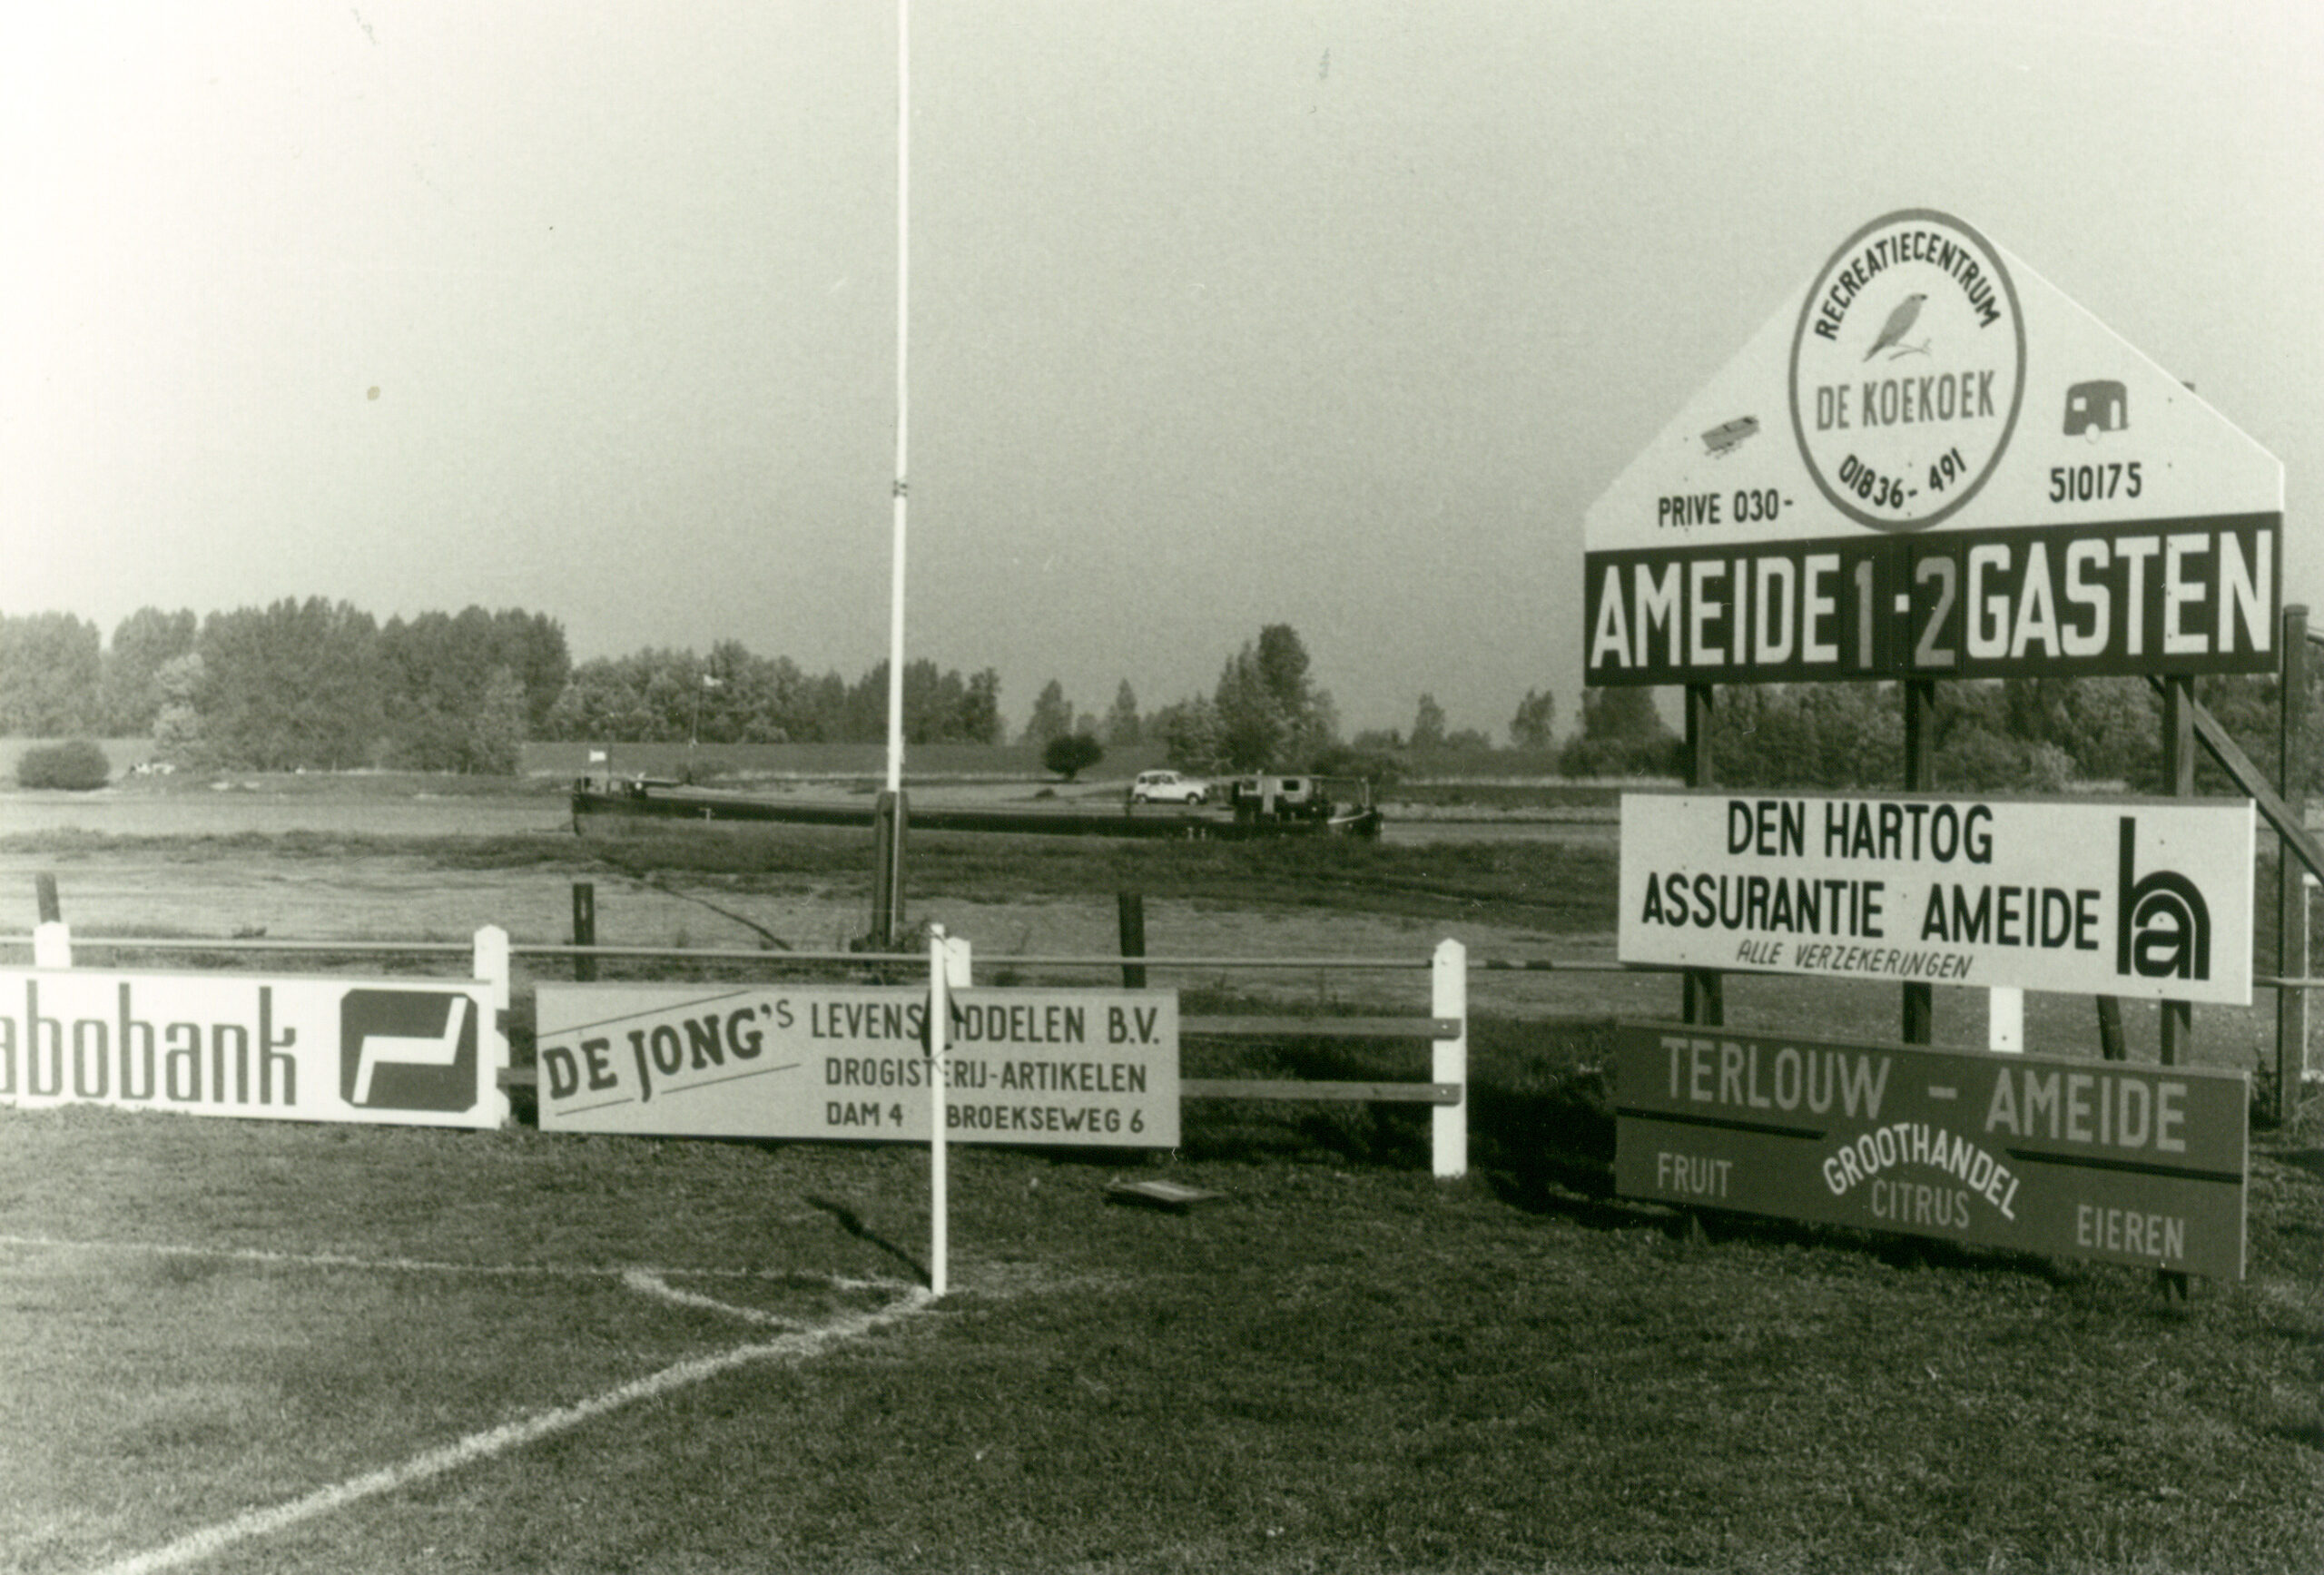 RECREATIECENTRUM
DE KOEKOEK
01836-491
PRIVE 030-
510175
AMEIDE 1-2 GASTEN
DEN HARTOG
ASSURANTIE AMEIDE
ha
ALLE VERZEKERINGEN
abobank
DE JONG'S LEVENSMIDDELEN B.V.
DROGISTERIJ-ARTIKELEN
DAM 4 BROEKSEWEG 6
TERLOUW - AMEIDE
GROOTHANDEL
FRUIT CITRUS EIEREN